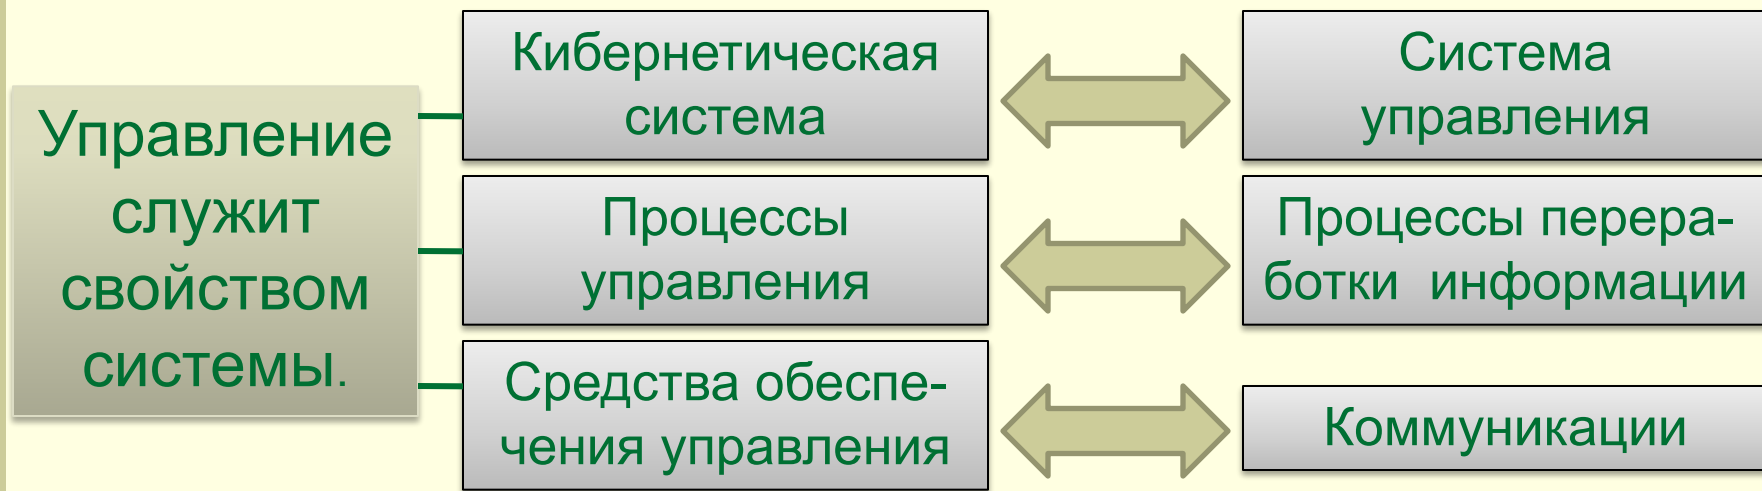 Управление
служит
свойством
системы.
Кибернетическая
система
Система
управления
Процессы
управления
Процессы перера-
ботки информации
Средства обеспе-
чения управления
Коммуникации